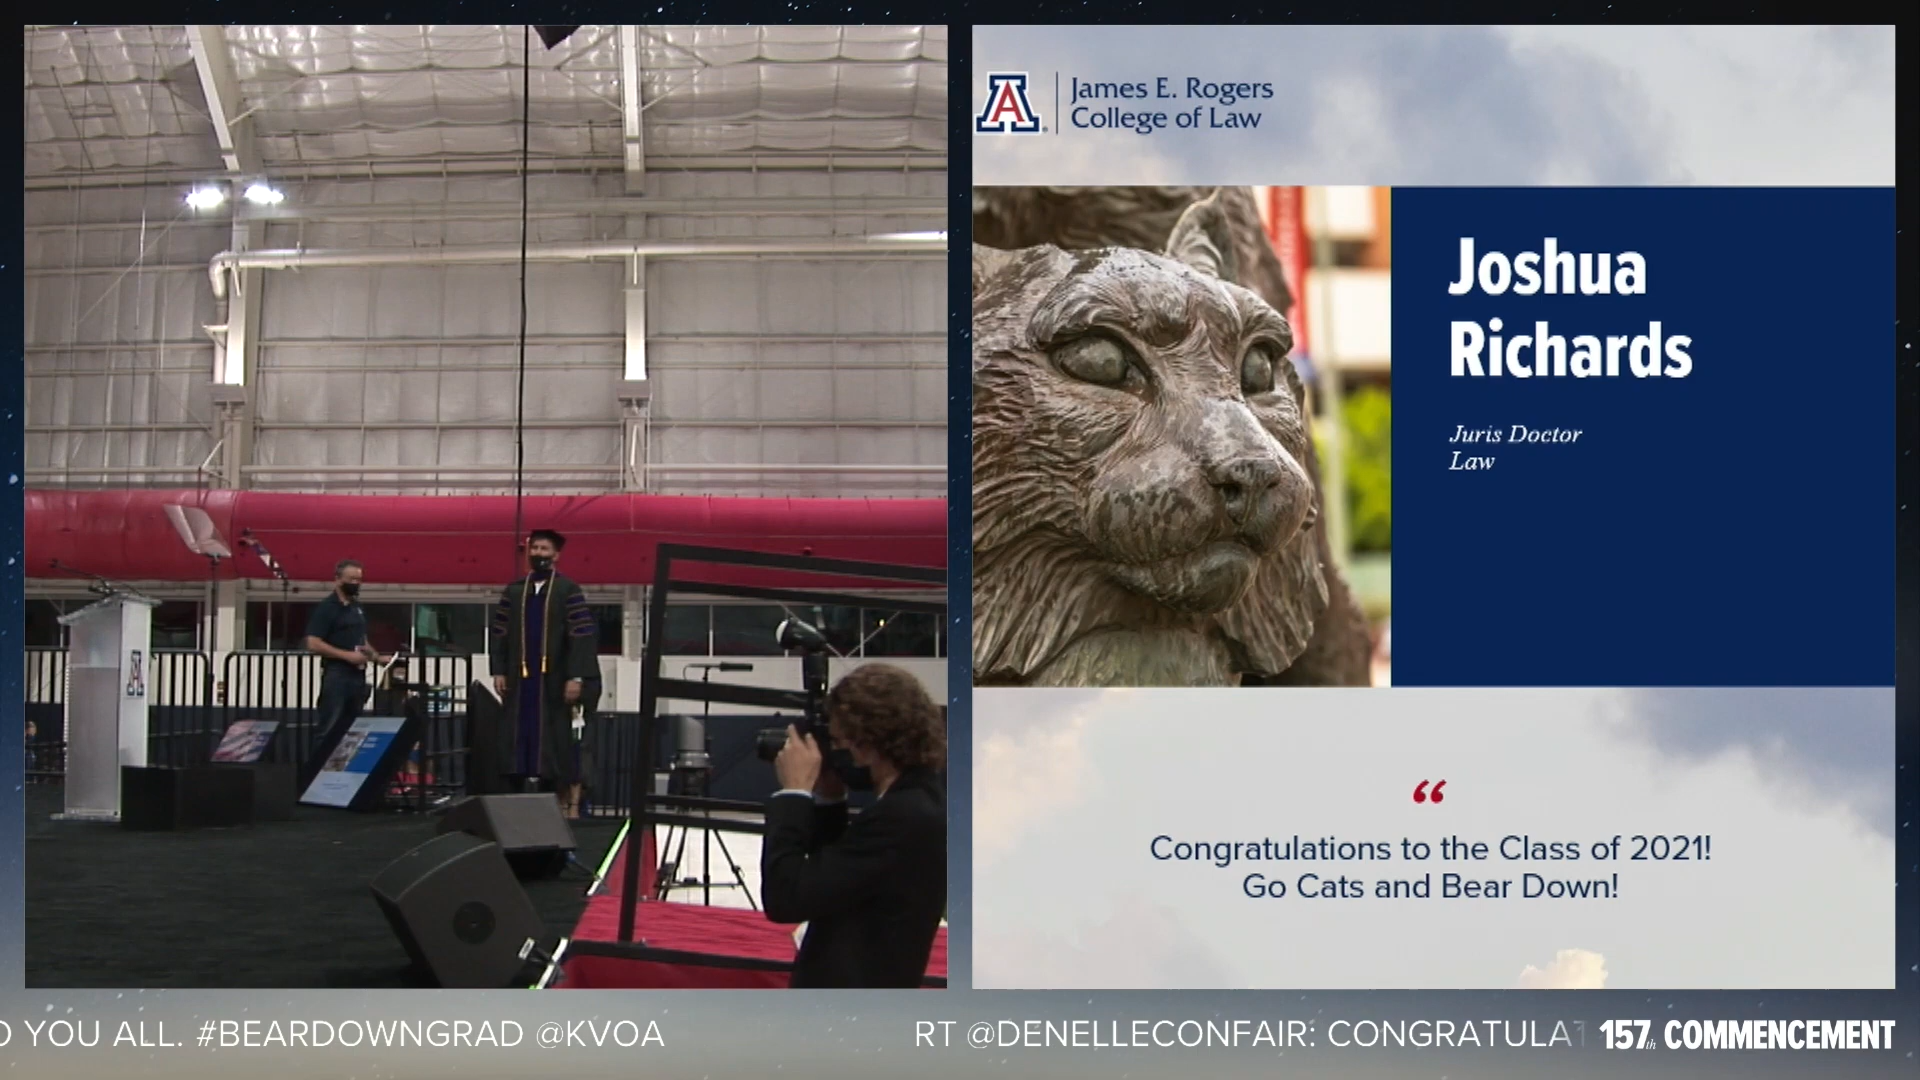 A
James E. Rogers
College of Law
Joshua
Richards
Juris Doctor
Law
“
Congratulations to the Class of 2021!
Go Cats and Bear Down!
YOU ALL. #BEARDOWNGRAD @KVOA
RT @DENELLECONFAIR: CONGRATULAT
157th COMMENCEMENT